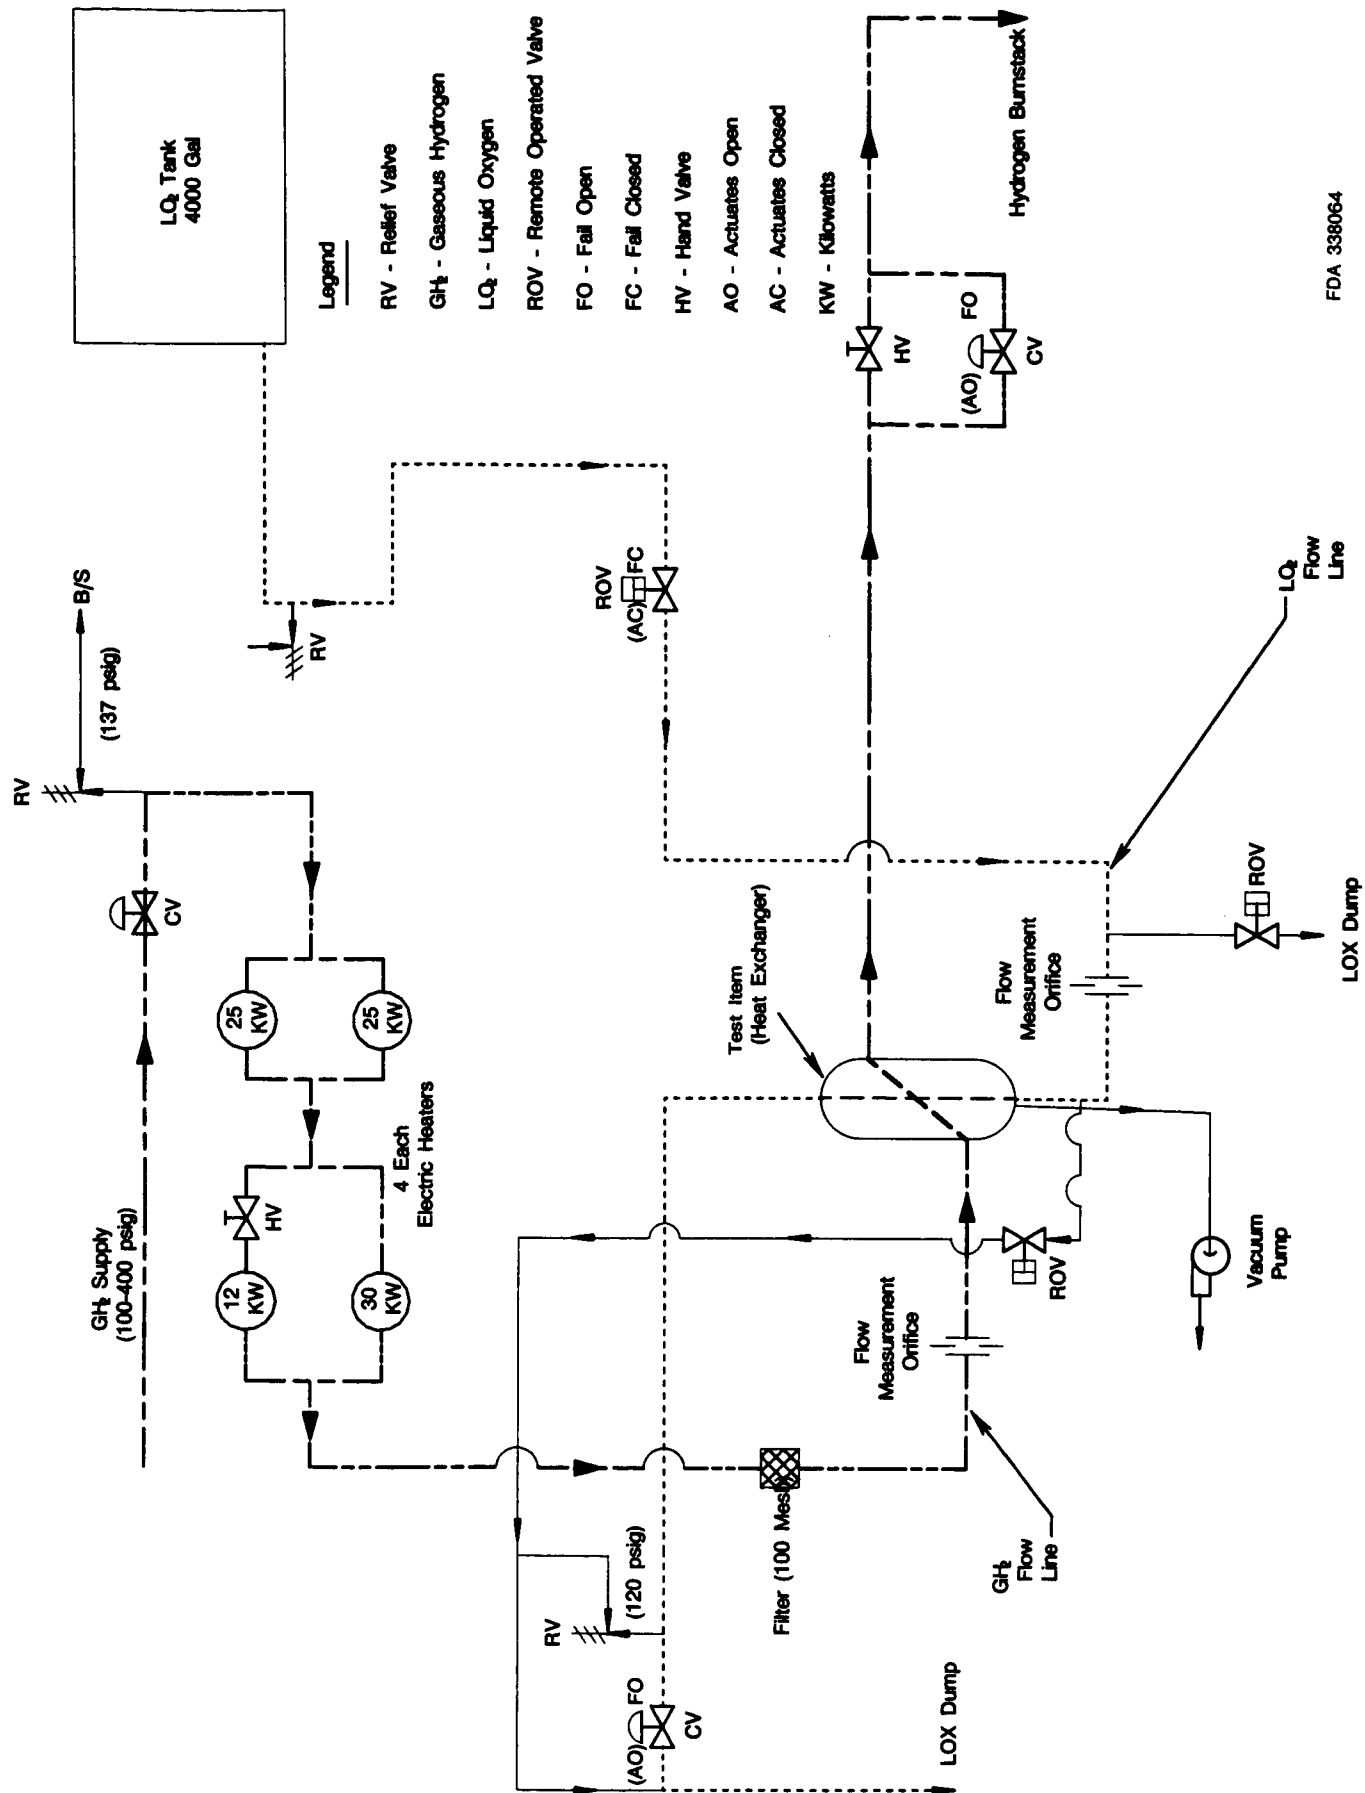 RV
(137 psig)
B/S
GH₂ Supply
(100-400 psig)
CV
LO₂ Tank
4000 Gal
12
KW
HV
25
KW
30
KW
25
KW
4 Each
Electric Heaters
RV
Legend
RV - Relief Valve
GH₂ - Gaseous Hydrogen
LO₂ - Liquid Oxygen
ROV - Remote Operated Valve
FO - Fail Open
FC - Fail Closed
HV - Hand Valve
AO - Actuates Open
AC - Actuates Closed
KW - Kilowatts
RV
(120 psig)
(AO)
FO
CV
ROV
(AC)
FC
Filter (100 Mesh)
Test Item
(Heat Exchanger)
HV
Flow
Measurement
Orifice
(AO)
FO
CV
LOX Dump
GH₂
Flow
Line
ROV
Flow
Measurement
Orifice
Hydrogen Burnstack
Vacuum
Pump
ROV
LO₂
Flow
Line
LOX Dump
FDA 338064